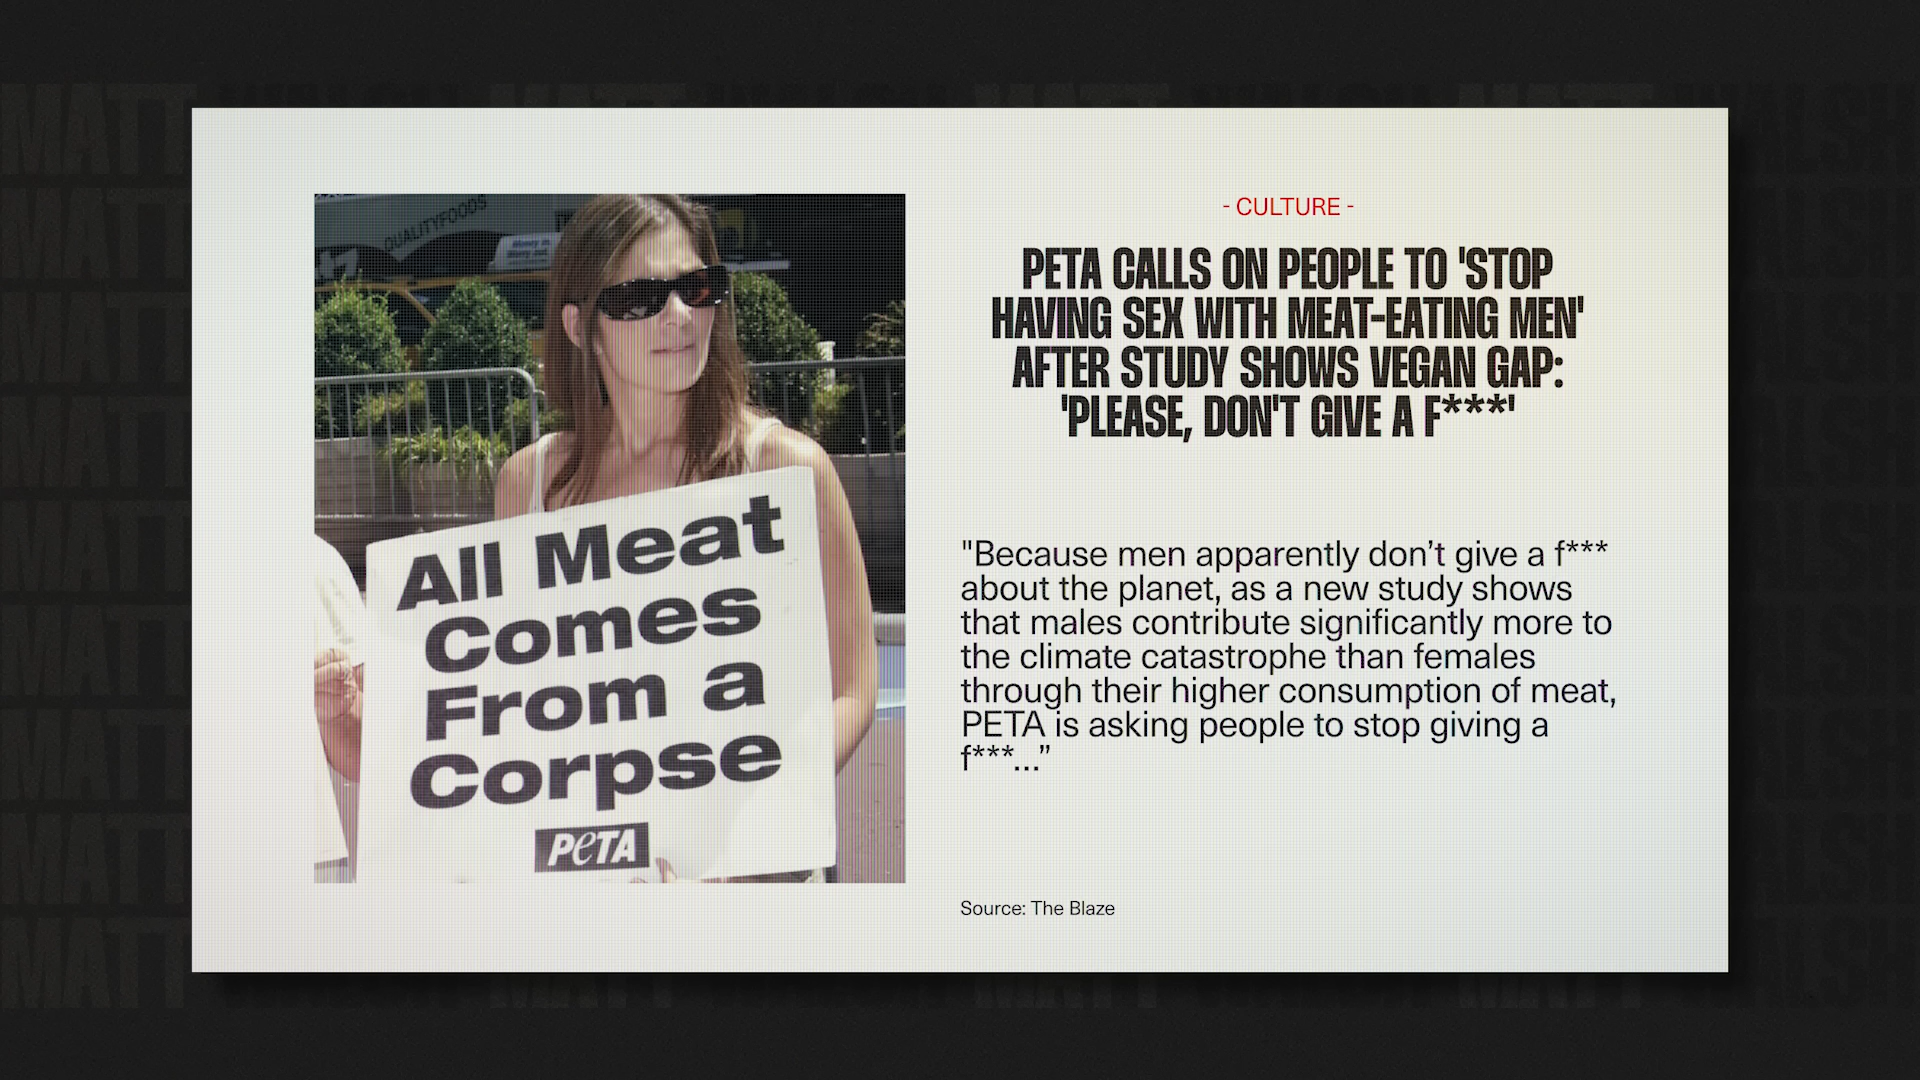 - CULTURE -
PETA CALLS ON PEOPLE TO 'STOP
HAVING SEX WITH MEAT-EATING MEN'
AFTER STUDY SHOWS VEGAN GAP:
'PLEASE, DON'T GIVE A F***'
"Because men apparently don’t give a f***
about the planet, as a new study shows
that males contribute significantly more to
the climate catastrophe than females
through their higher consumption of meat,
PETA is asking people to stop giving a
f***...”
Source: The Blaze
QUALITYFOODS
All Meat
Comes
From a
Corpse
PeTA
MATT WALSH